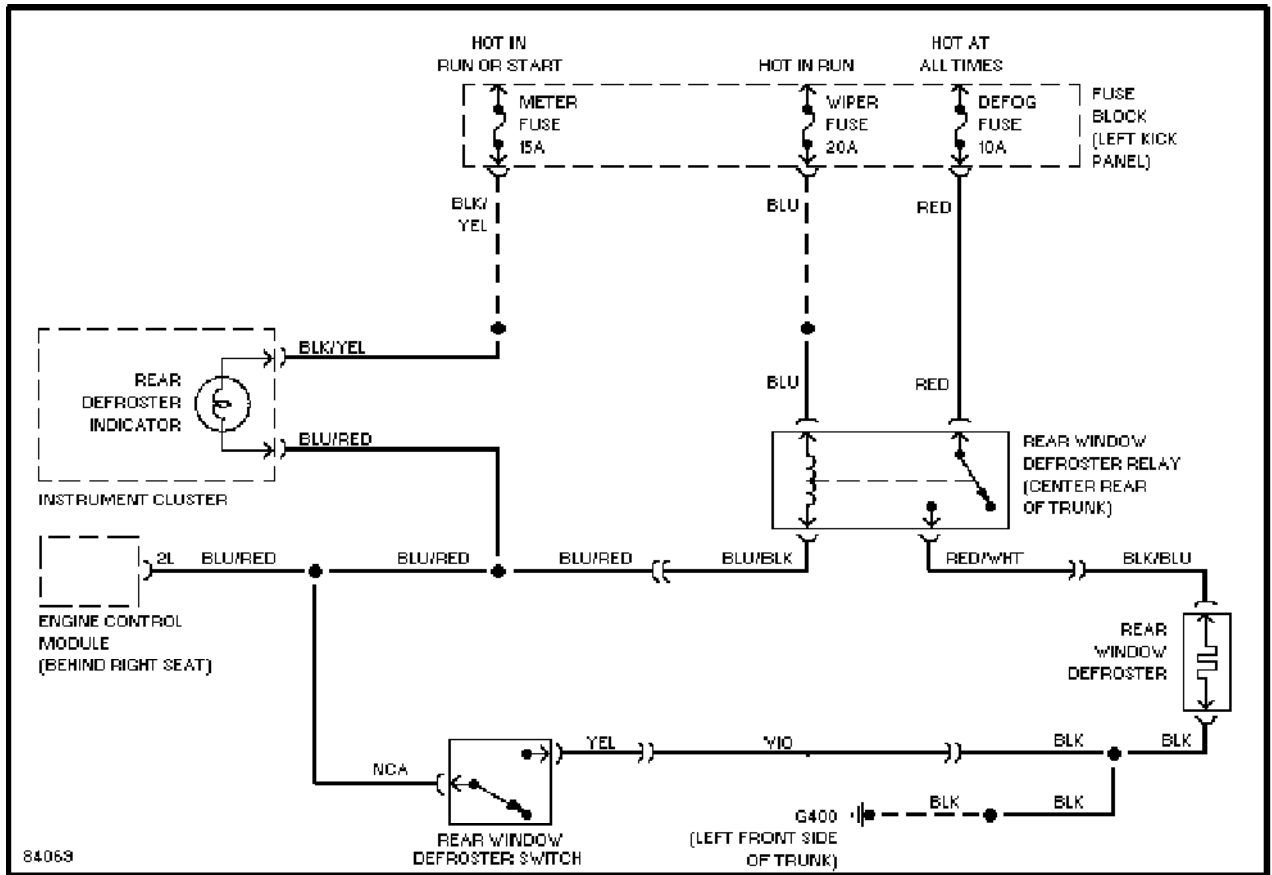 HOT IN
RUN OR START
HOT IN RUN
HOT AT
ALL TIMES
METER
FUSE
15A
WIPER
FUSE
20A
DEFOG
FUSE
10A
FUSE
BLOCK
(LEFT KICK
PANEL)
BLK/
YEL
BLU
RED
BLK/YEL
REAR
DEFROSTER
INDICATOR
BLU
RED
BLU/RED
INSTRUMENT CLUSTER
REAR WINDOW
DEFROSTER RELAY
(CENTER REAR
OF TRUNK)
2L
BLU/RED
BLU/RED
BLU/RED
BLU/BLK
RED/WHT
BLK/BLU
ENGINE CONTROL
MODULE
(BEHIND RIGHT SEAT)
REAR
WINDOW
DEFROSTER
YEL
VIO
BLK
BLK
NCA
BLK
BLK
G400
(LEFT FRONT SIDE
OF TRUNK)
REAR WINDOW
DEFROSTER SWITCH
84069